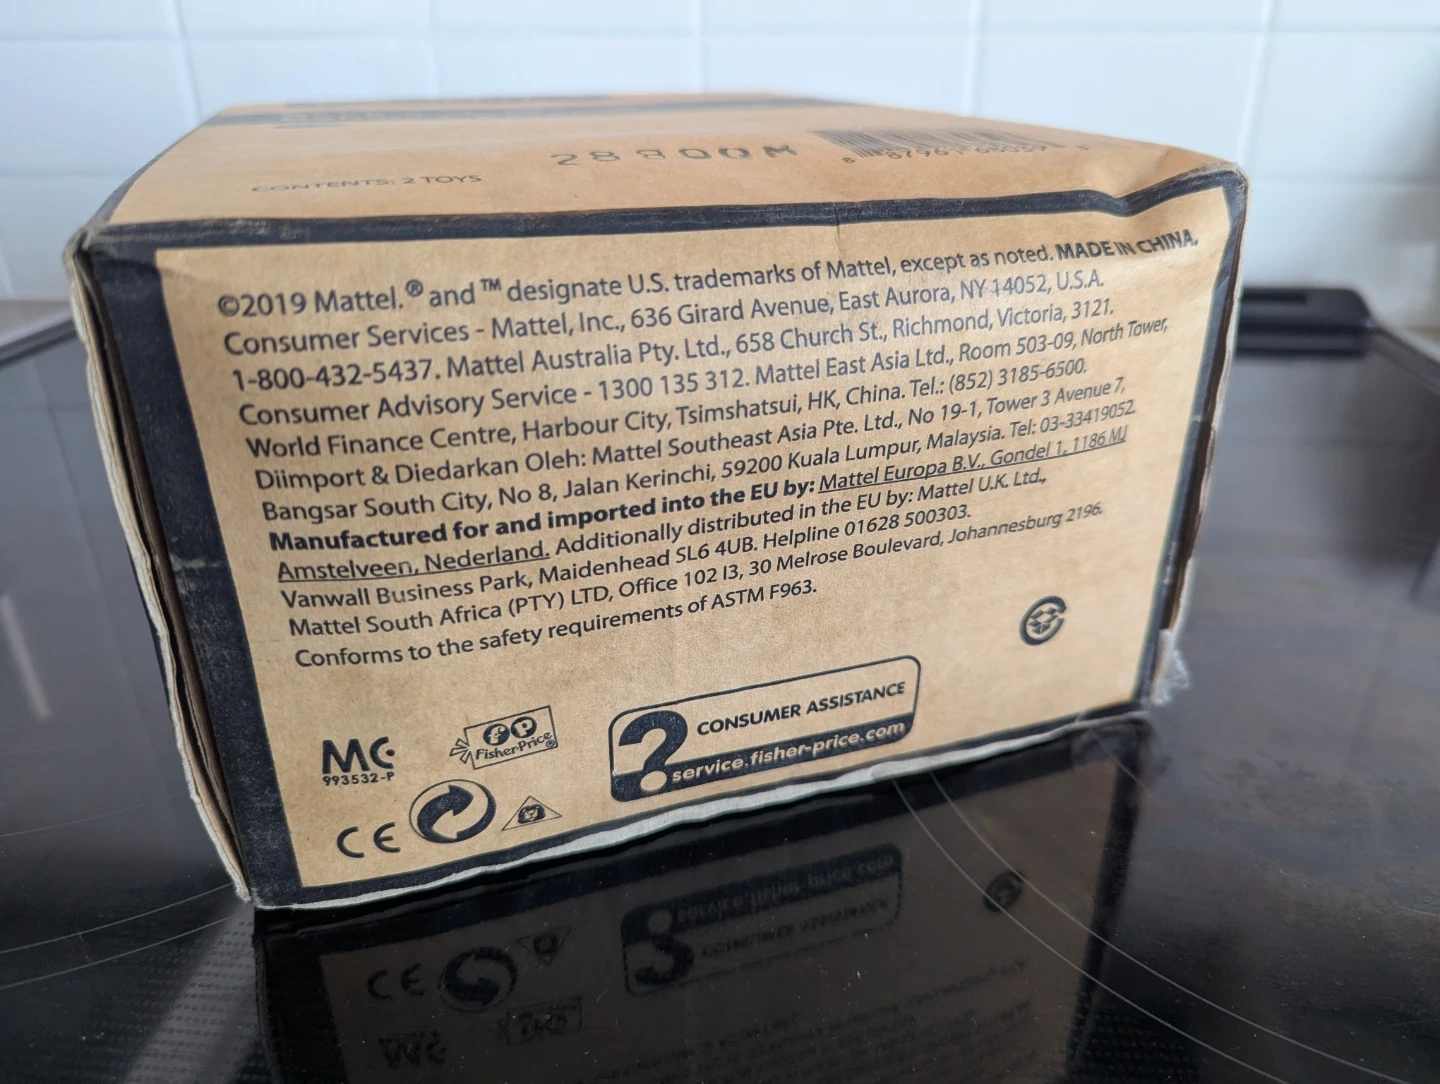 CONTENTS: 2 TOYS
©2019 Mattel.® and ™ designate U.S. trademarks of Mattel, except as noted. MADE IN CHINA.
Consumer Services - Mattel, Inc., 636 Girard Avenue, East Aurora, NY 14052, U.S.A.
1-800-432-5437. Mattel Australia Pty. Ltd., 658 Church St., Richmond, Victoria, 3121.
Consumer Advisory Service - 1300 135 312. Mattel East Asia Ltd., Room 503-09, North Tower,
World Finance Centre, Harbour City, Tsimshatsui, HK, China. Tel.: (852) 3185-6500.
Diimport & Diedarkan Oleh: Mattel Southeast Asia Pte. Ltd., No 19-1, Tower 3 Avenue 7,
Bangsar South City, No 8, Jalan Kerinchi, 59200 Kuala Lumpur, Malaysia. Tel: 03-33419052.
Manufactured for and imported into the EU by: Mattel Europa B.V., Gondel 1, 1186 MJ
Amstelveen, Nederland. Additionally distributed in the EU by: Mattel U.K. Ltd.,
Vanwall Business Park, Maidenhead SL6 4UB. Helpline 01628 500303.
Mattel South Africa (PTY) LTD, Office 102 I3, 30 Melrose Boulevard, Johannesburg 2196.
Conforms to the safety requirements of ASTM F963.
MC
993532-P
Fisher-Price®
? CONSUMER ASSISTANCE
service.fisher-price.com
CE